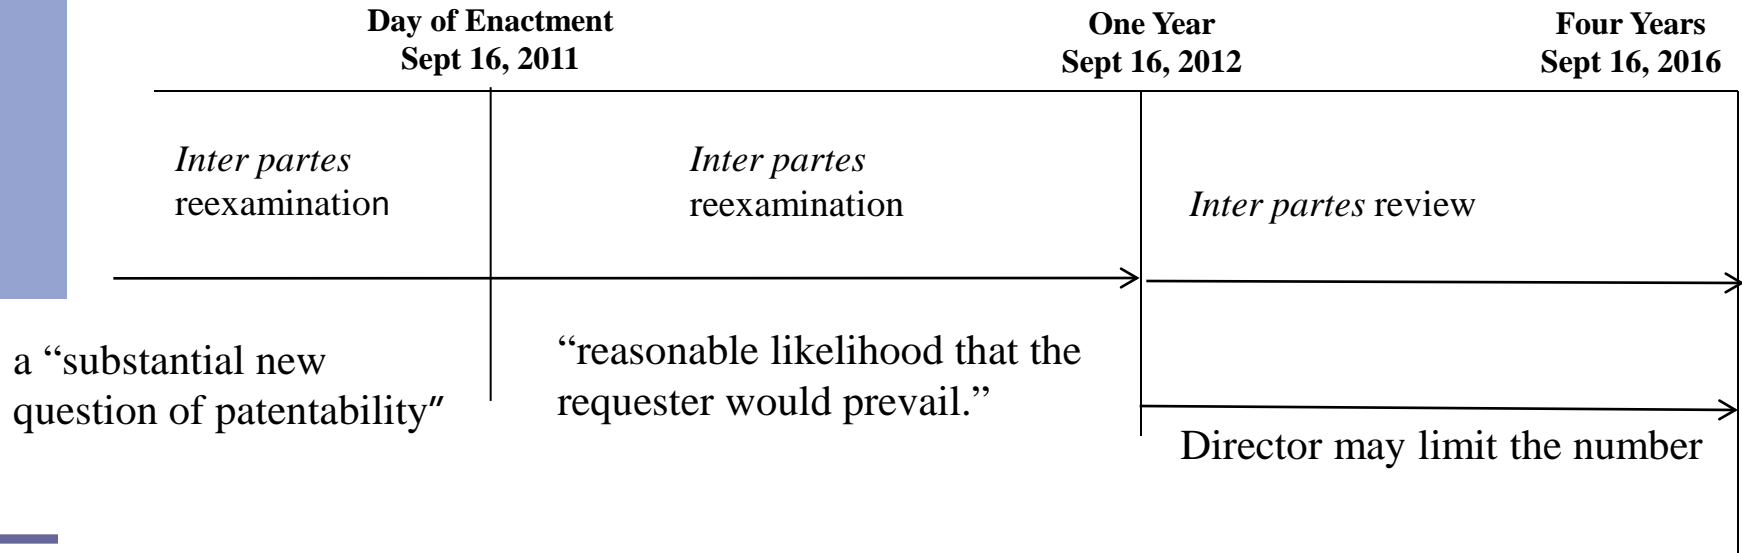 Day of Enactment
Sept 16, 2011
One Year
Sept 16, 2012
Four Years
Sept 16, 2016
Inter partes
reexamination
Inter partes
reexamination
Inter partes review
a “substantial new
question of patentability”
“reasonable likelihood that the
requester would prevail.”
Director may limit the number